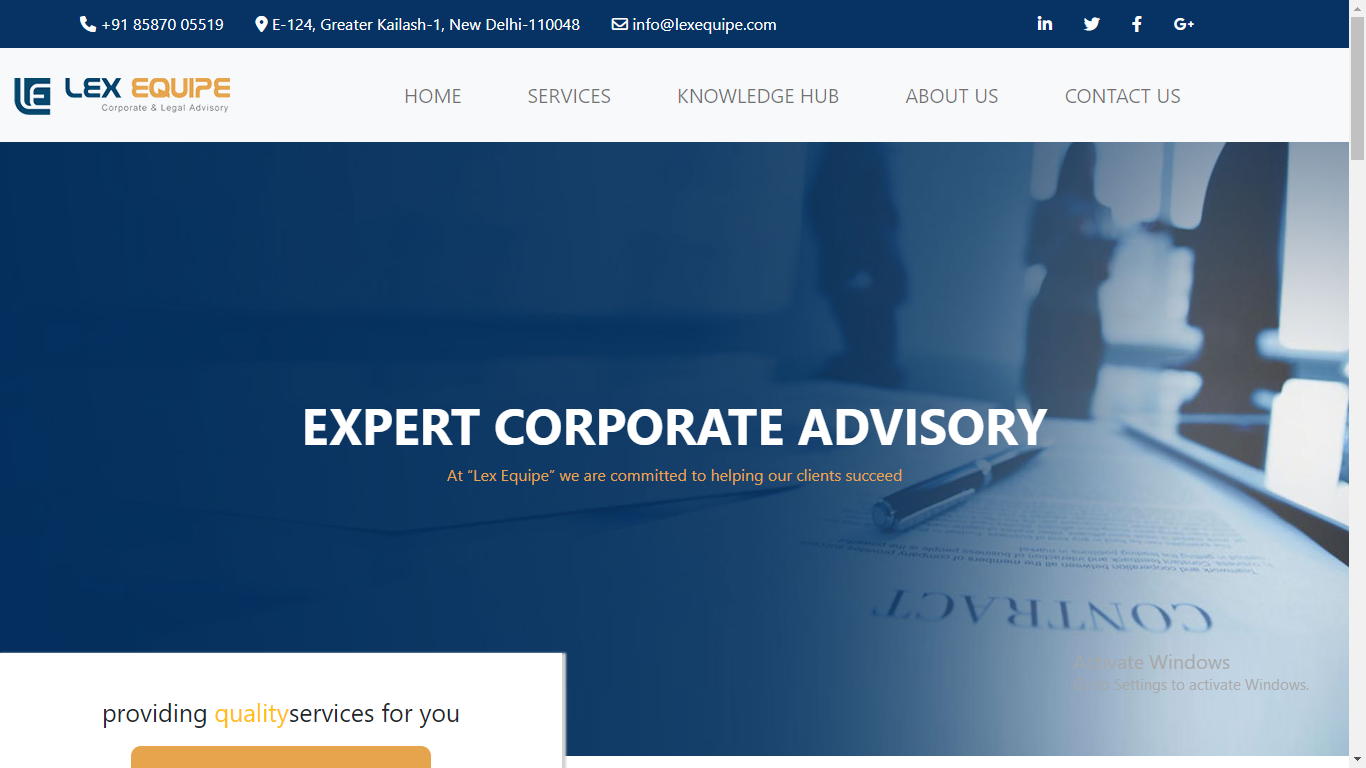 +91 85870 05519 E-124, Greater Kailash-1, New Delhi-110048 info@lexequipe.com
LEX EQUIPE
Corporate & Legal Advisory
HOME SERVICES KNOWLEDGE HUB ABOUT US CONTACT US
EXPERT CORPORATE ADVISORY
At “Lex Equipe” we are committed to helping our clients succeed
CONTRACT
Activate Windows
Settings to activate Windows.
providing qualityservices for you